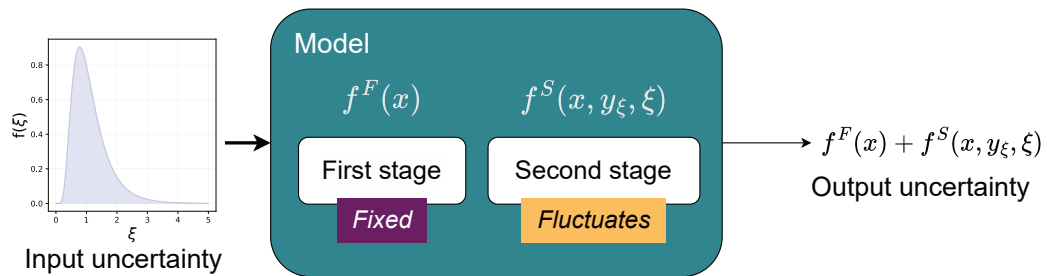 Model
f^F(x)
f^S(x, y_ξ, ξ)
First stage
Second stage
Fixed
Fluctuates
f(ξ)
0.8
0.6
0.4
0.2
0.0
0 1 2 3 4 5
ξ
Input uncertainty
f^F(x) + f^S(x, y_ξ, ξ)
Output uncertainty